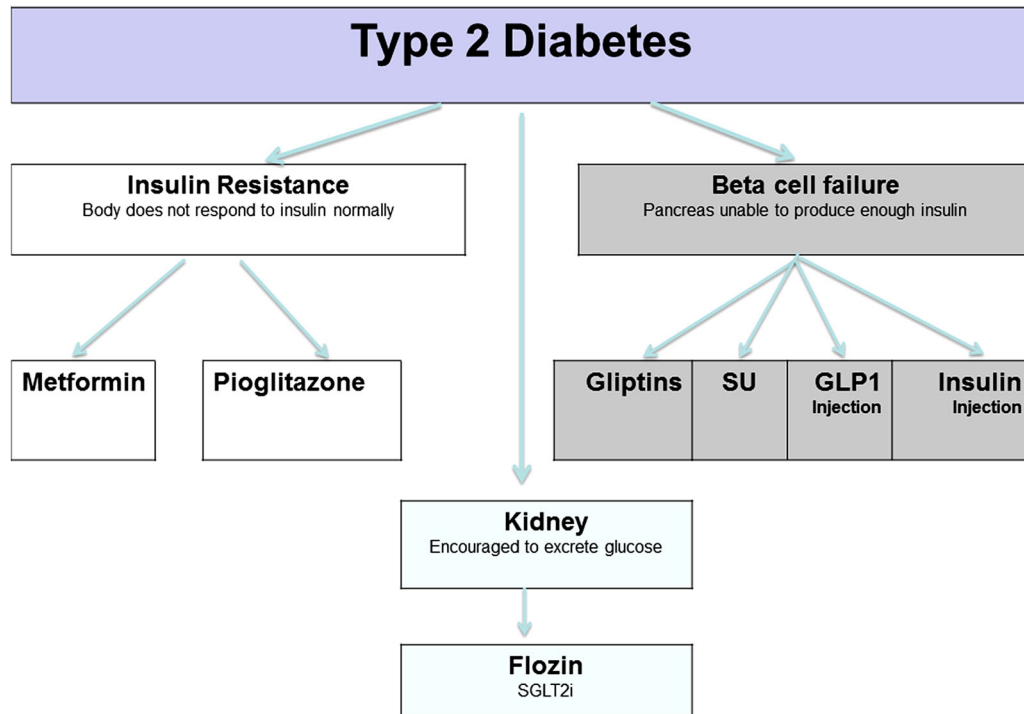 Type 2 Diabetes
Insulin Resistance
Body does not respond to insulin normally
Beta cell failure
Pancreas unable to produce enough insulin
Metformin
Pioglitazone
Gliptins
SU
GLP1
Injection
Insulin
Injection
Kidney
Encouraged to excrete glucose
Flozin
SGLT2i